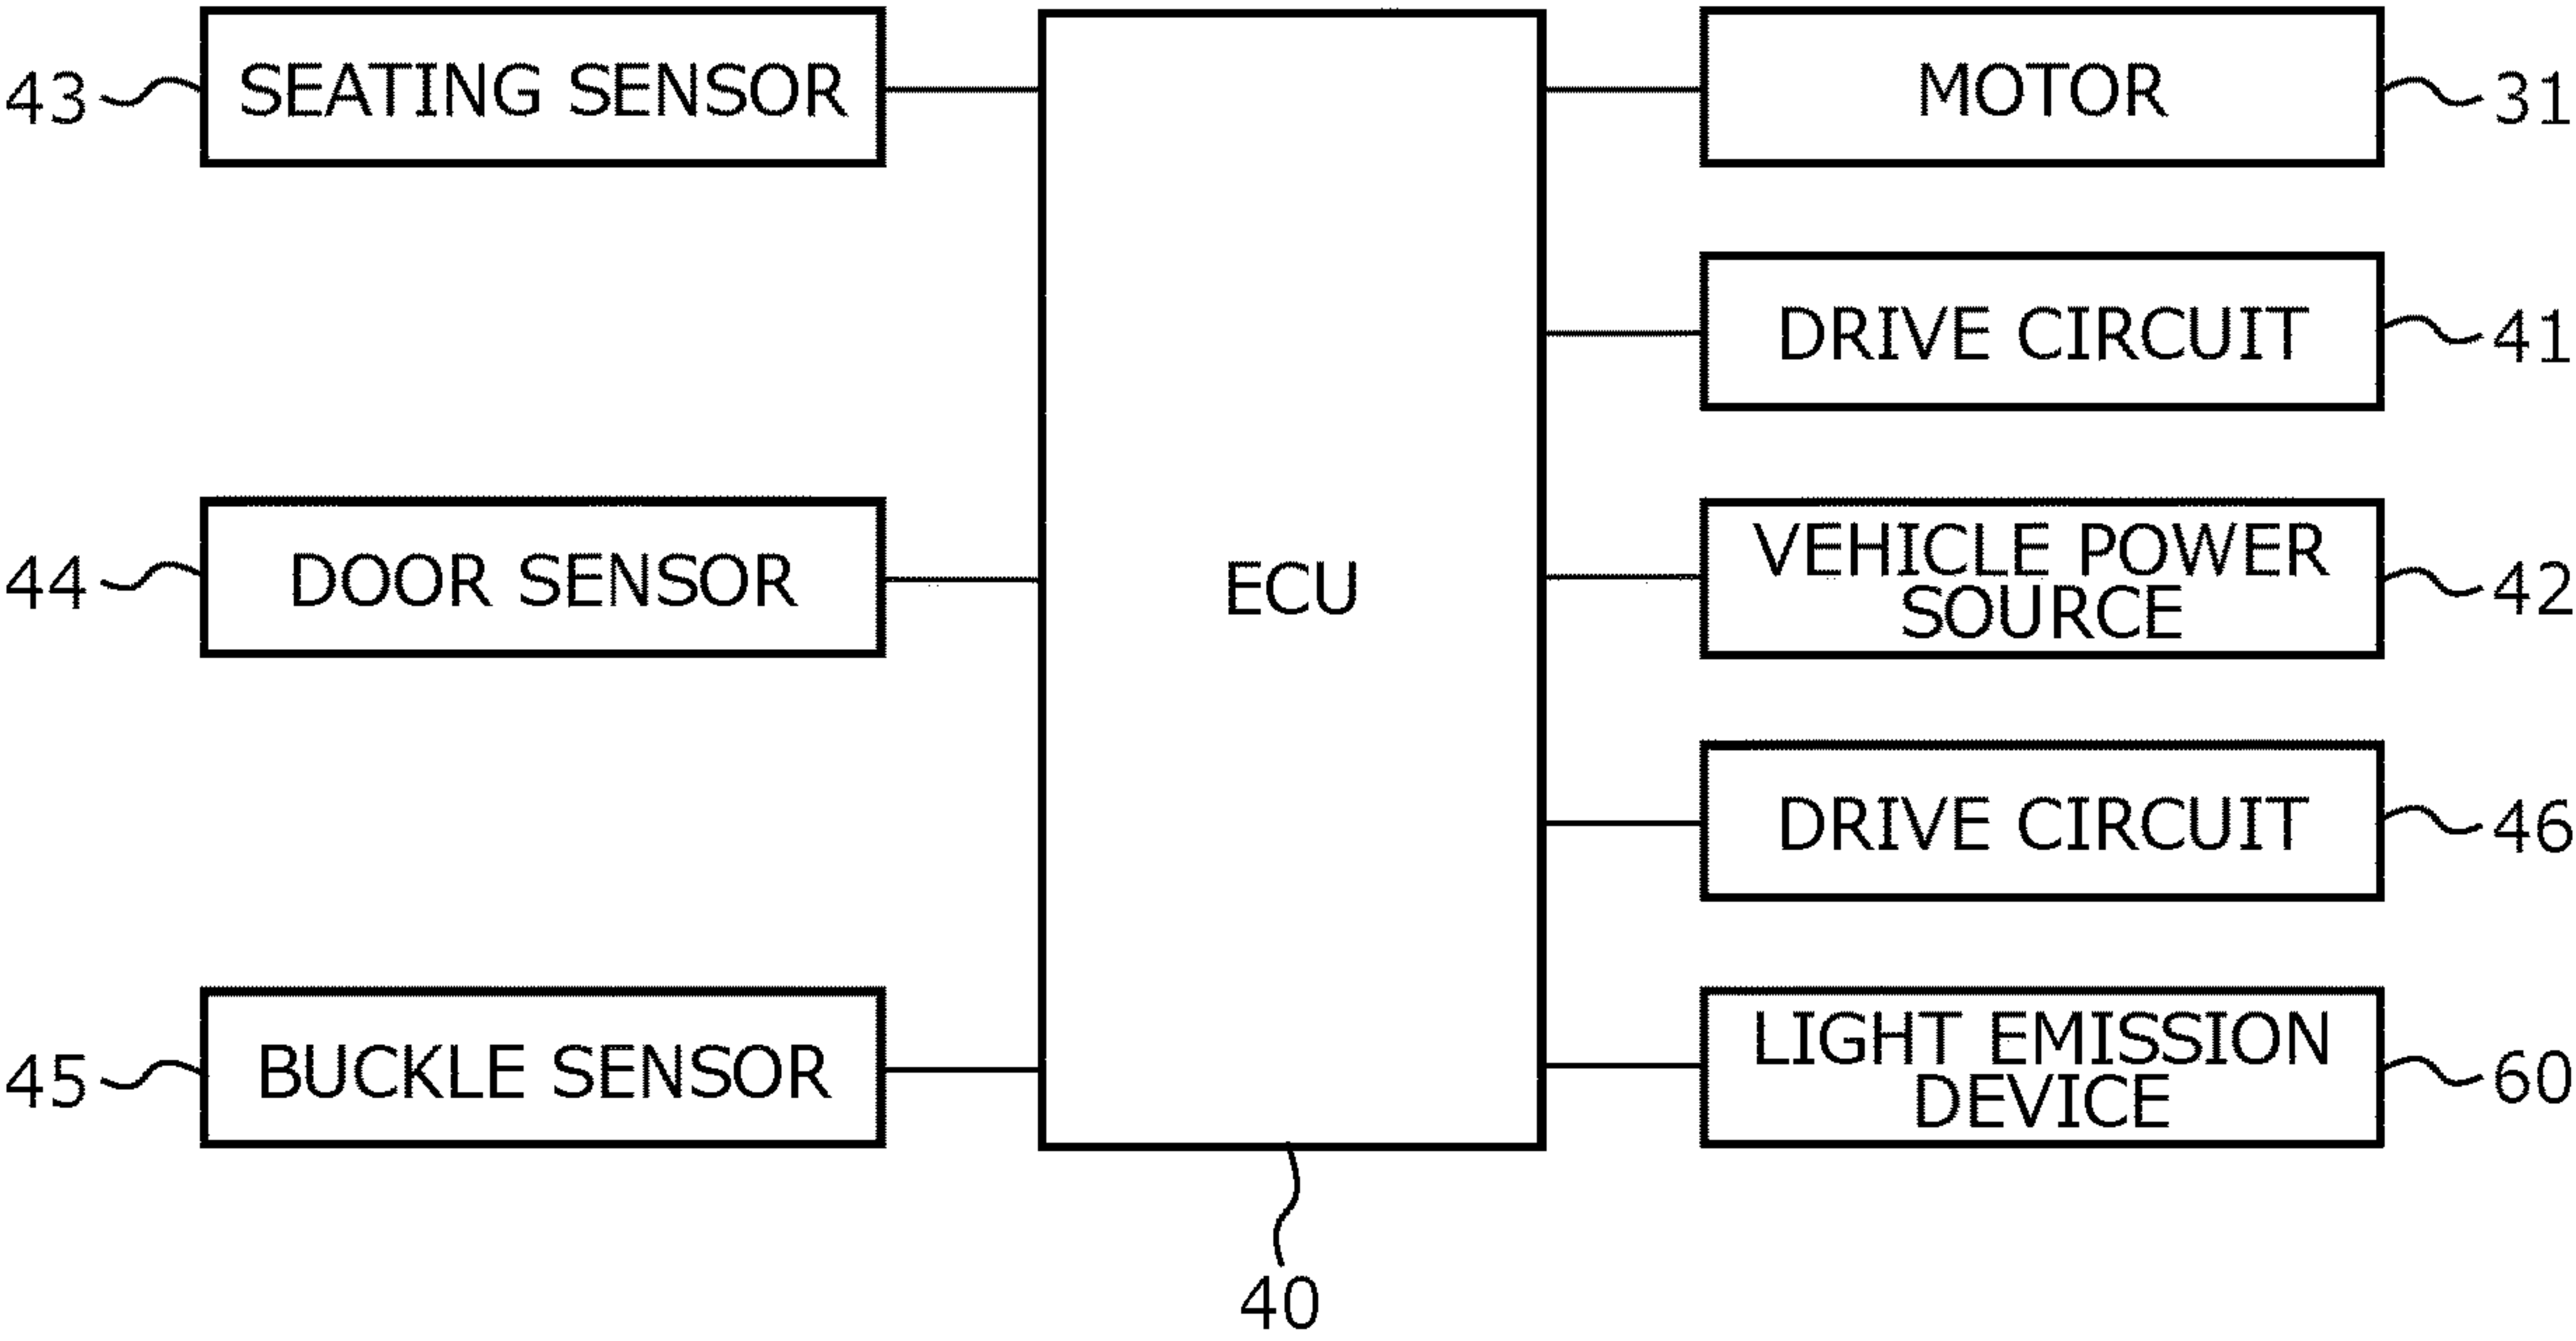 43
SEATING SENSOR
44
DOOR SENSOR
45
BUCKLE SENSOR
ECU
40
MOTOR
31
DRIVE CIRCUIT
41
VEHICLE POWER
SOURCE
42
DRIVE CIRCUIT
46
LIGHT EMISSION
DEVICE
60